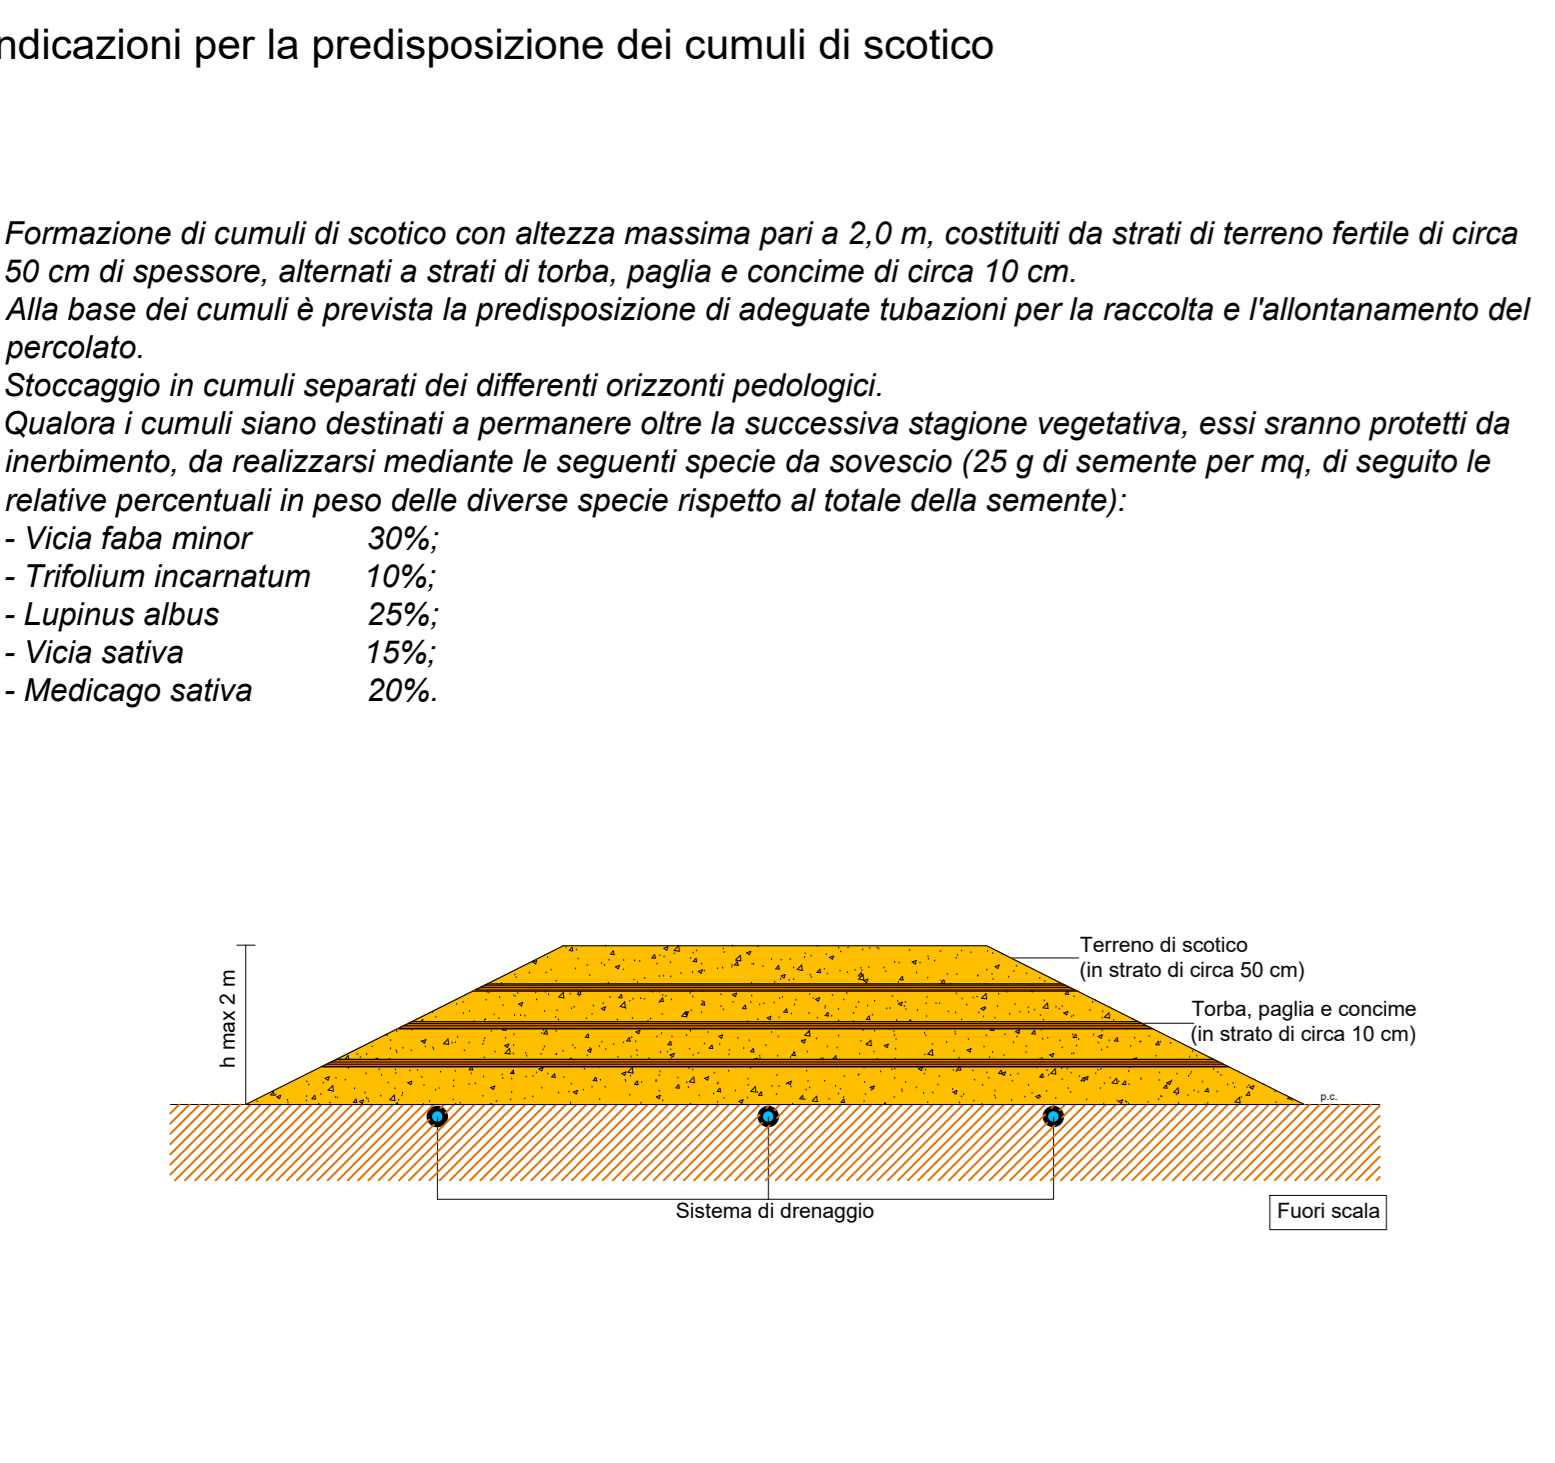 ndicazioni per la predisposizione dei cumuli di scotico
Formazione di cumuli di scotico con altezza massima pari a 2,0 m, costituiti da strati di terreno fertile di circa
50 cm di spessore, alternati a strati di torba, paglia e concime di circa 10 cm.
Alla base dei cumuli è prevista la predisposizione di adeguate tubazioni per la raccolta e l'allontanamento del
percolato.
Stoccaggio in cumuli separati dei differenti orizzonti pedologici.
Qualora i cumuli siano destinati a permanere oltre la successiva stagione vegetativa, essi sranno protetti da
inerbimento, da realizzarsi mediante le seguenti specie da sovescio (25 g di semente per mq, di seguito le
relative percentuali in peso delle diverse specie rispetto al totale della semente):
- Vicia faba minor 30%;
- Trifolium incarnatum 10%;
- Lupinus albus 25%;
- Vicia sativa 15%;
- Medicago sativa 20%.
h max 2 m
Terreno di scotico
(in strato di circa 50 cm)
Torba, paglia e concime
(in strato di circa 10 cm)
p.c.
Sistema di drenaggio
Fuori scala